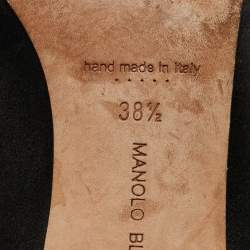 hand made in Italy
*****
38½
MANOLO BL